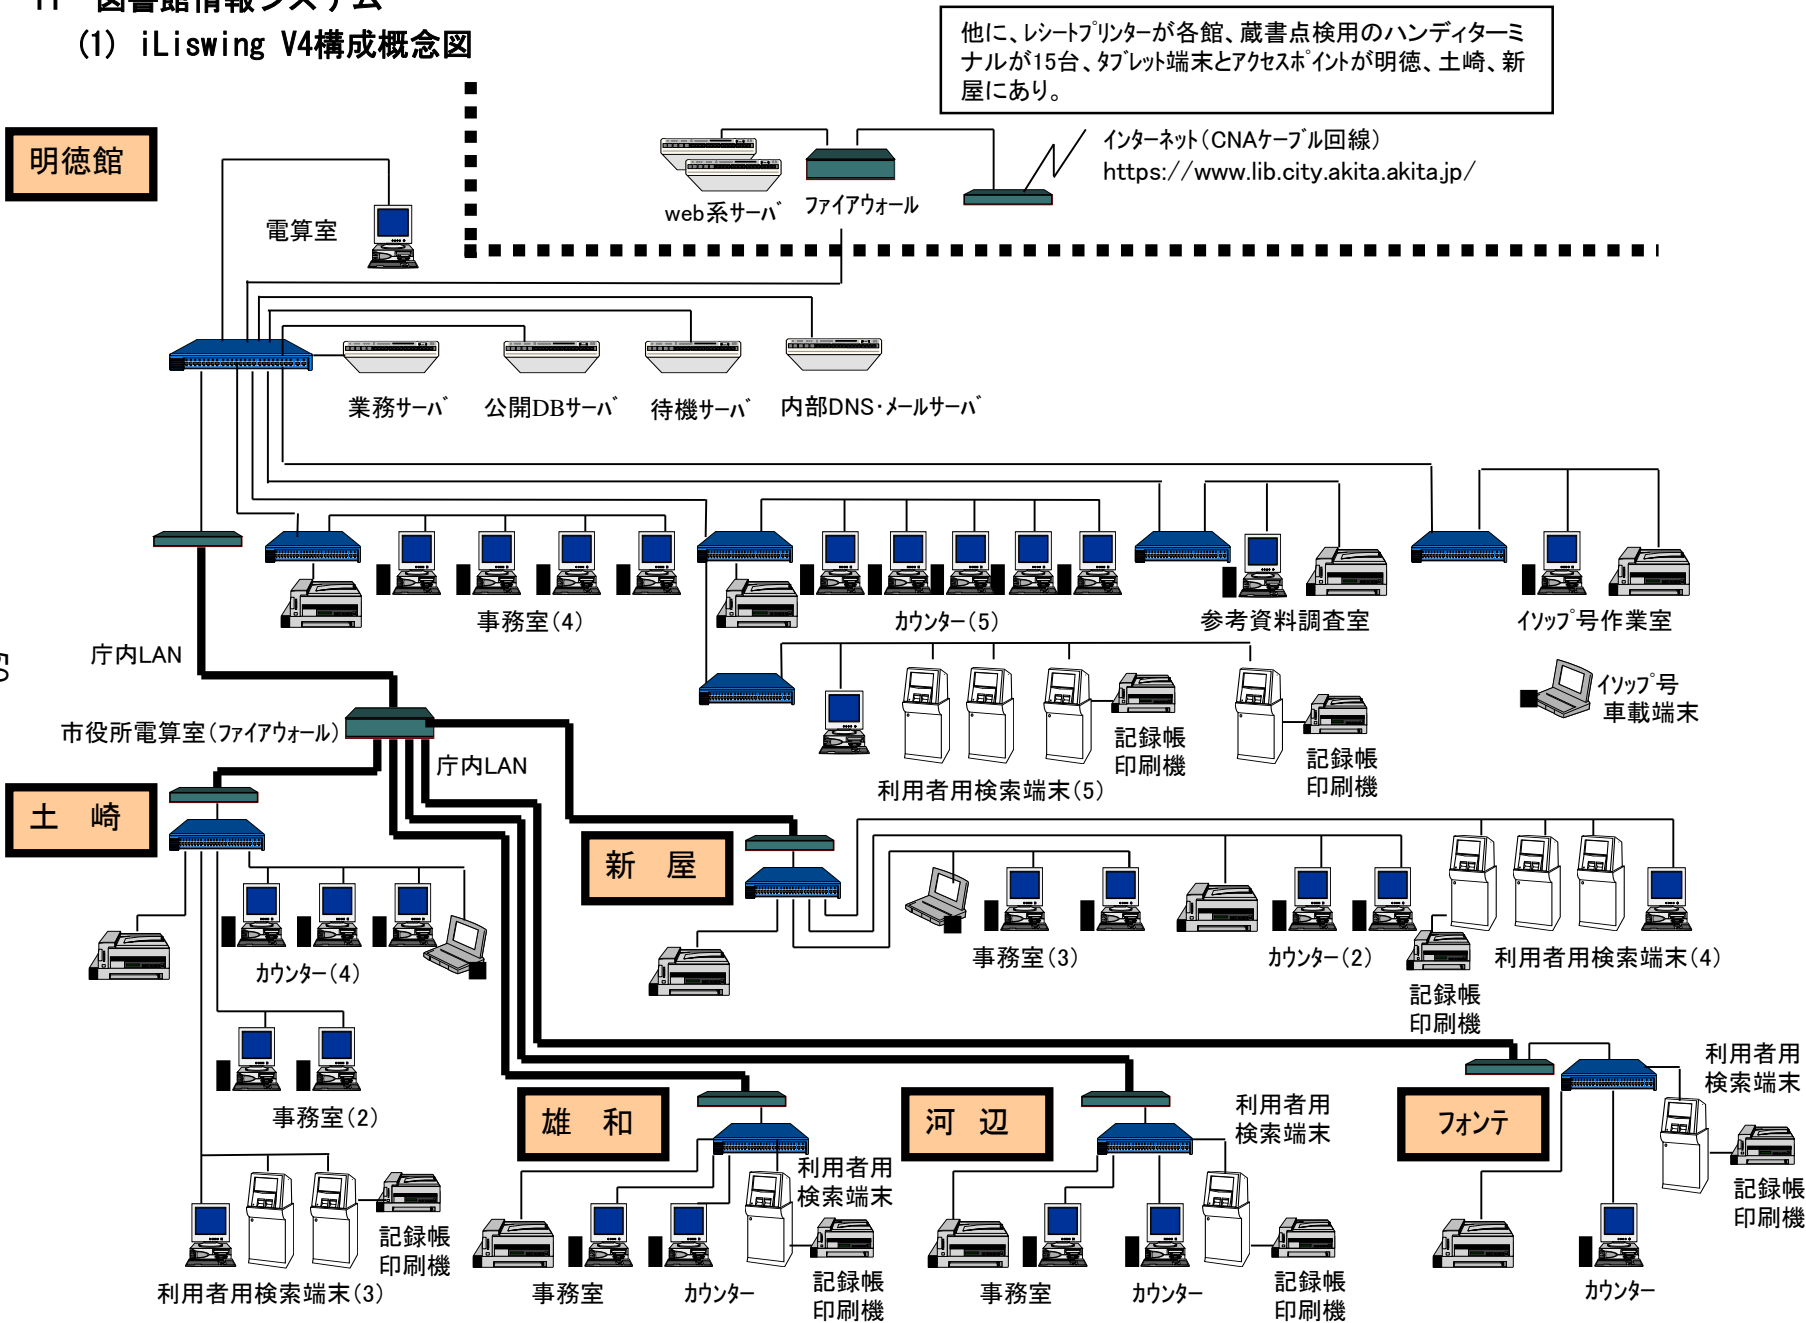 11 図書館情報システム
(1) iLiswing V4構成概念図
他に、ﾚｼｰﾄﾌﾟﾘﾝﾀｰが各館、蔵書点検用のハンディターミ
ナルが15台、ﾀﾌﾞﾚｯﾄ端末とｱｸｾｽﾎﾟｲﾝﾄが明徳、土崎、新
屋にあり。
明徳館
電算室
web系ｻｰﾊﾞ
ﾌｧｲｱｳｫｰﾙ
ｲﾝﾀｰﾈｯﾄ(CNAｹｰﾌﾞﾙ回線)
https://www.lib.city.akita.akita.jp/
業務ｻｰﾊﾞ
公開DBｻｰﾊﾞ
待機ｻｰﾊﾞ
内部DNS･ﾒｰﾙｻｰﾊﾞ
事務室(4)
ｶｳﾝﾀｰ(5)
参考資料調査室
ｲｿｯﾌﾟ号作業室
庁内LAN
50
ｲｿｯﾌﾟ号
車載端末
市役所電算室(ﾌｧｲｱｳｫｰﾙ)
庁内LAN
記録帳
印刷機
記録帳
印刷機
利用者用検索端末(5)
土 崎
新 屋
ｶｳﾝﾀｰ(4)
事務室(3)
ｶｳﾝﾀｰ(2)
利用者用検索端末(4)
記録帳
印刷機
事務室(2)
雄 和
河 辺
フォンテ
利用者用
検索端末
利用者用
検索端末
利用者用
検索端末
記録帳
印刷機
利用者用検索端末(3)
事務室
ｶｳﾝﾀｰ
記録帳
印刷機
事務室
ｶｳﾝﾀｰ
記録帳
印刷機
ｶｳﾝﾀｰ
記録帳
印刷機